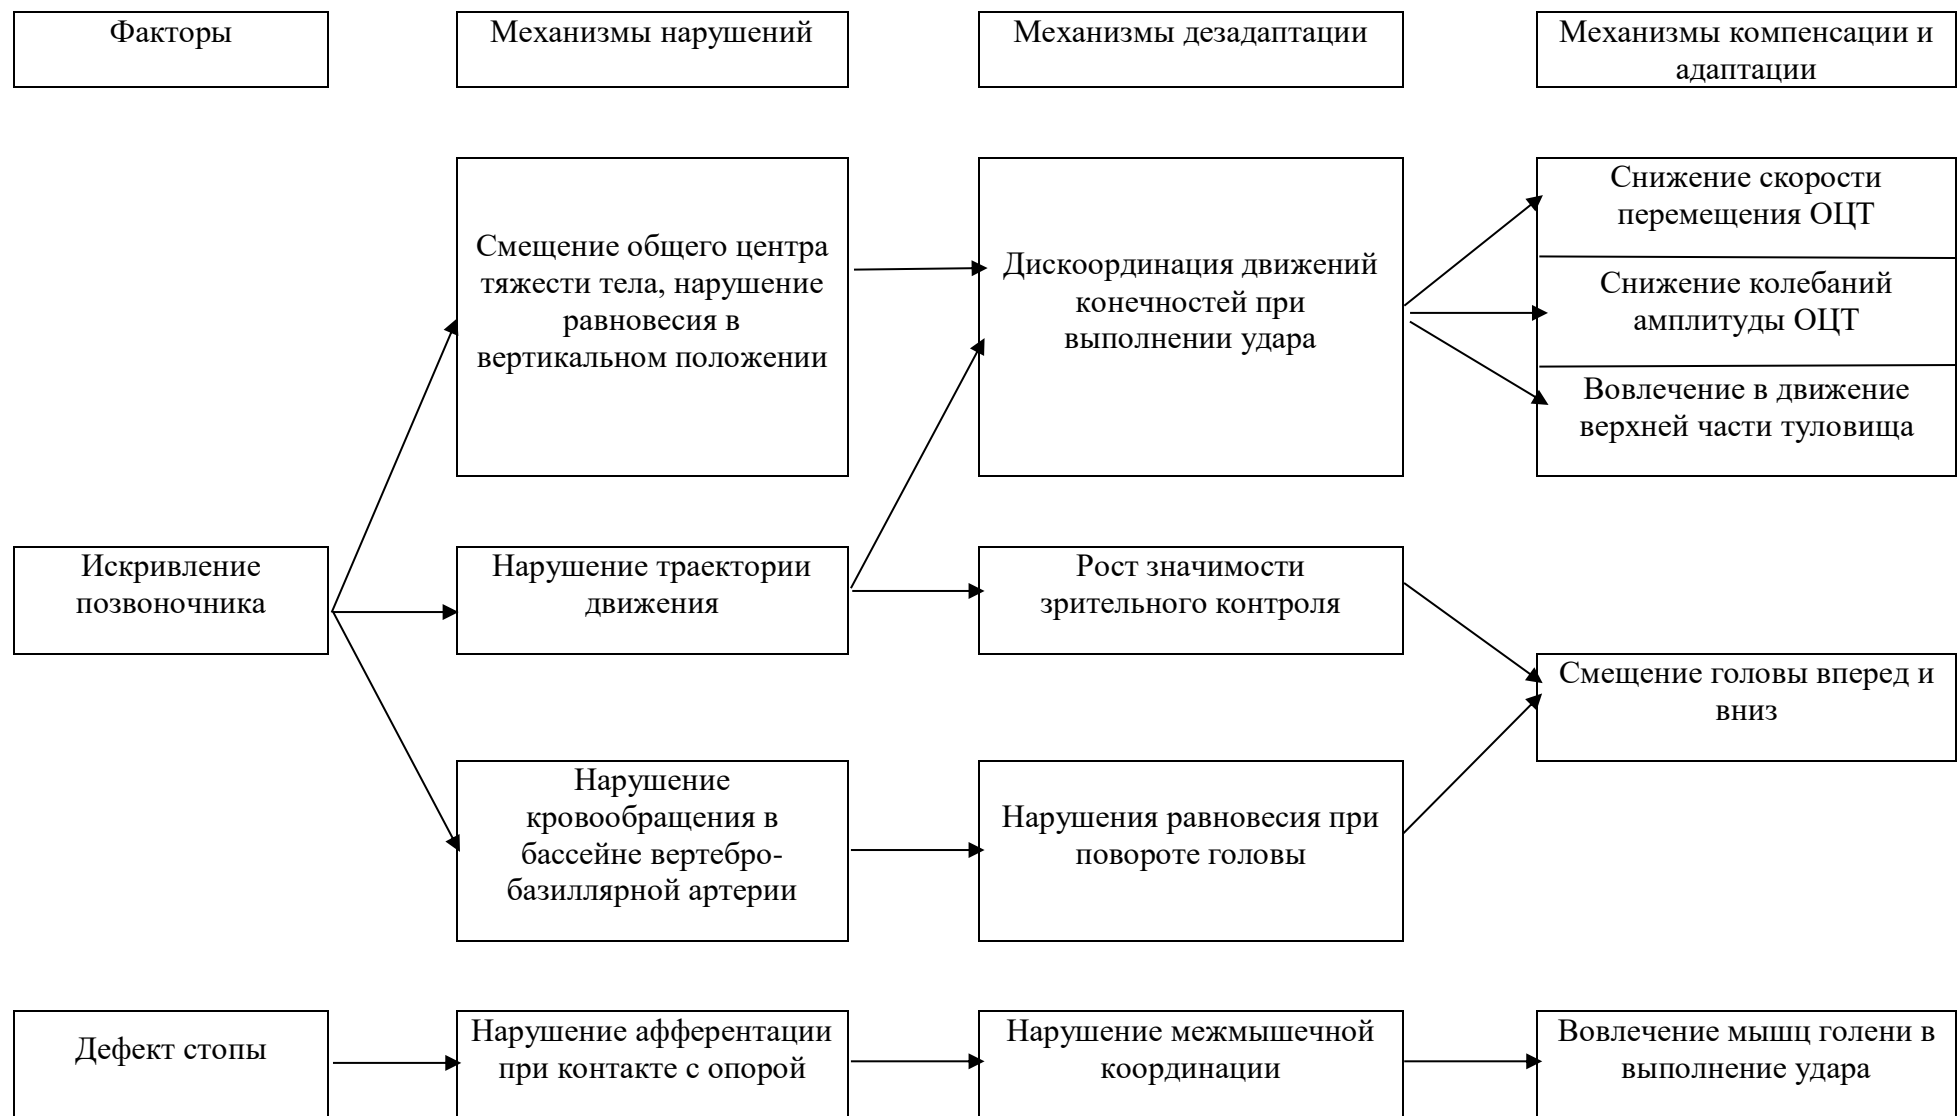 Факторы
Механизмы нарушений
Механизмы дезадаптации
Механизмы компенсации и
адаптации
Смещение общего центра
тяжести тела, нарушение
равновесия в
вертикальном положении
Дискоординация движений
конечностей при
выполнении удара
Снижение скорости
перемещения ОЦТ
Снижение колебаний
амплитуды ОЦТ
Вовлечение в движение
верхней части туловища
Искривление
позвоночника
Нарушение траектории
движения
Рост значимости
зрительного контроля
Смещение головы вперед и
вниз
Нарушение
кровообращения в
бассейне вертебро-
базиллярной артерии
Нарушения равновесия при
повороте головы
Дефект стопы
Нарушение афферентации
при контакте с опорой
Нарушение межмышечной
координации
Вовлечение мышц голени в
выполнение удара